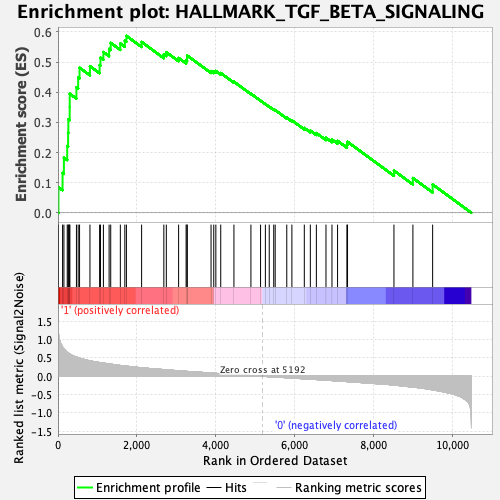 Enrichment plot: HALLMARK_TGF_BETA_SIGNALING
Enrichment score (ES)
0.6
0.5
0.4
0.3
0.2
0.1
0.0
'1' (positively correlated)
Ranked list metric (Signal2Noise)
1.5
1.0
0.5
0.0
-0.5
-1.0
-1.5
Zero cross at 5192
'0' (negatively correlated)
0 2,000 4,000 6,000 8,000 10,000
Rank in Ordered Dataset
Enrichment profile Hits Ranking metric scores